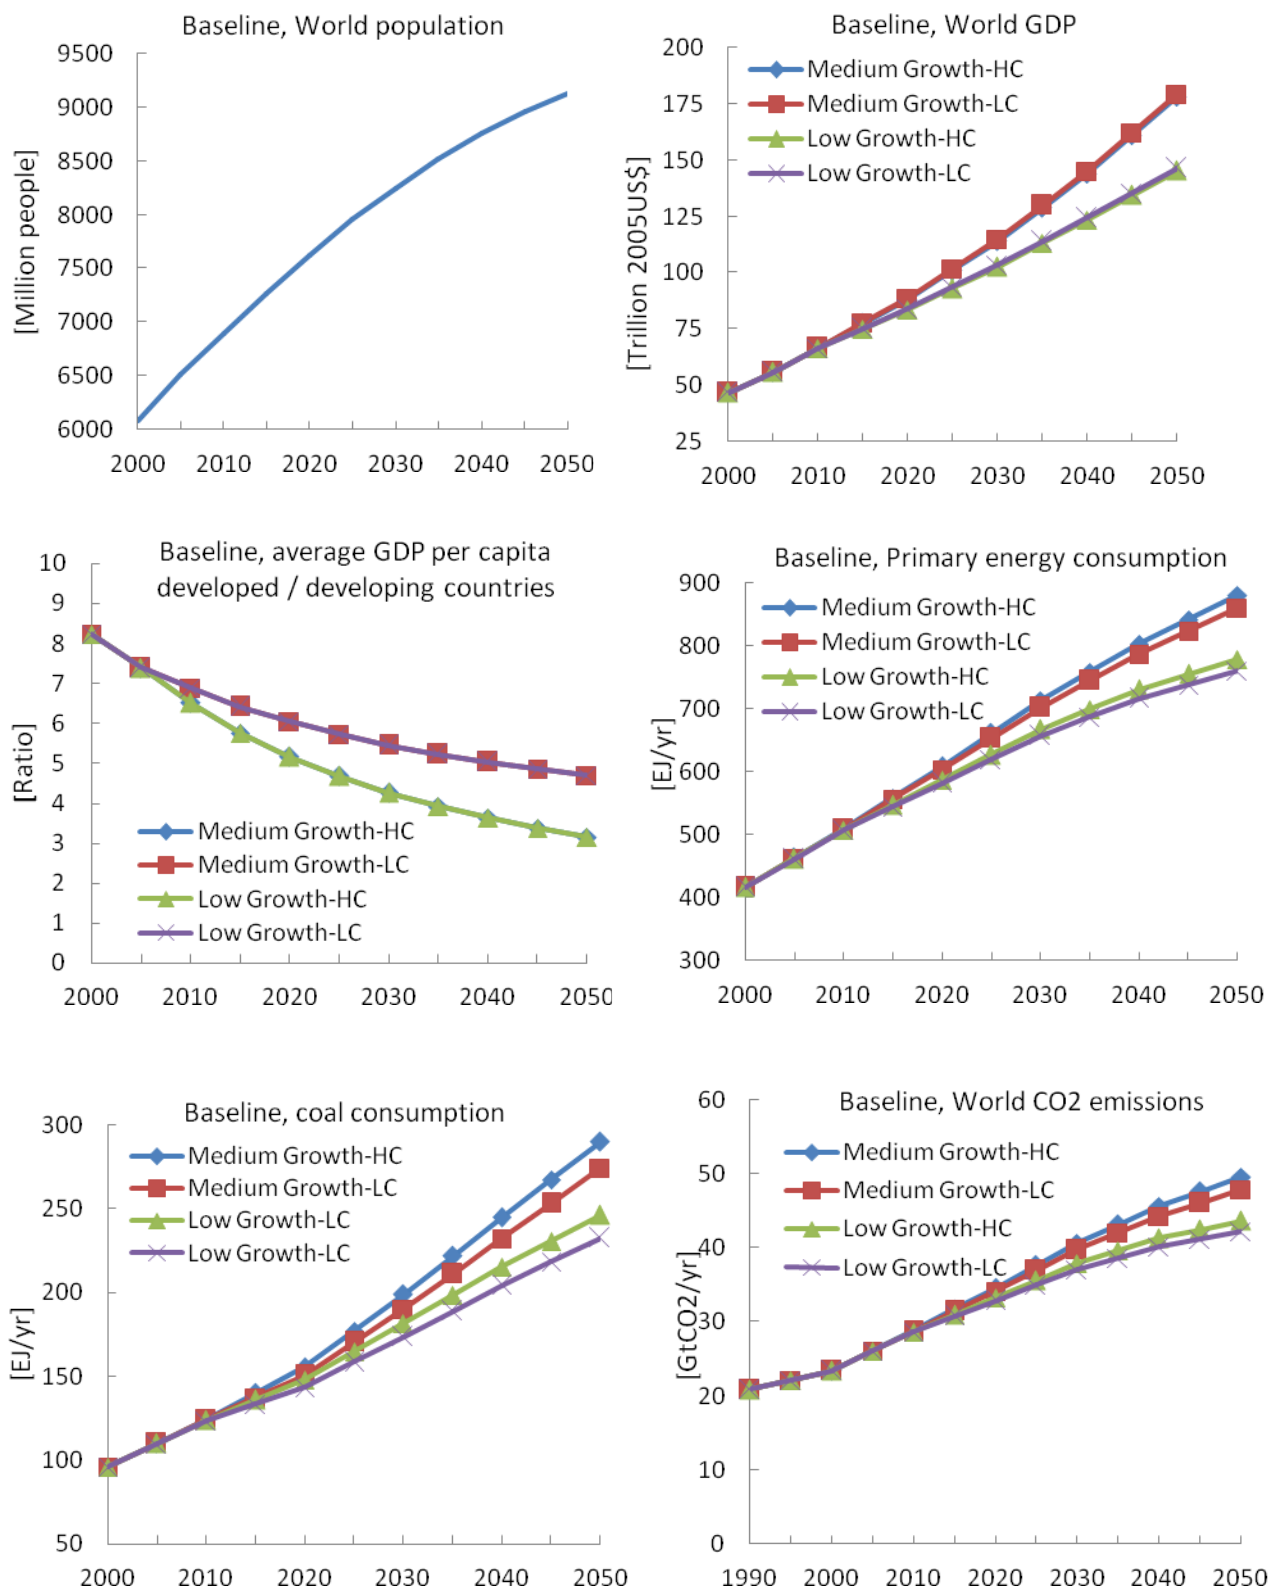 Baseline, World population
[Million people]
9500
9000
8500
8000
7500
7000
6500
6000
2000 2010 2020 2030 2040 2050
Baseline, World GDP
[Trillion 2005US$]
200
175
150
125
100
75
50
25
Medium Growth-HC
Medium Growth-LC
Low Growth-HC
Low Growth-LC
2000 2010 2020 2030 2040 2050
Baseline, average GDP per capita
developed / developing countries
[Ratio]
10
9
8
7
6
5
4
3
2
1
0
Medium Growth-HC
Medium Growth-LC
Low Growth-HC
Low Growth-LC
2000 2010 2020 2030 2040 2050
Baseline, Primary energy consumption
[EJ/yr]
900
800
700
600
500
400
300
Medium Growth-HC
Medium Growth-LC
Low Growth-HC
Low Growth-LC
2000 2010 2020 2030 2040 2050
Baseline, coal consumption
[EJ/yr]
300
250
200
150
100
50
Medium Growth-HC
Medium Growth-LC
Low Growth-LC
Low Growth-LC
2000 2010 2020 2030 2040 2050
Baseline, World CO2 emissions
[GtCO2/yr]
60
50
40
30
20
10
0
Medium Growth-HC
Medium Growth-LC
Low Growth-HC
Low Growth-LC
1990 2000 2010 2020 2030 2040 2050